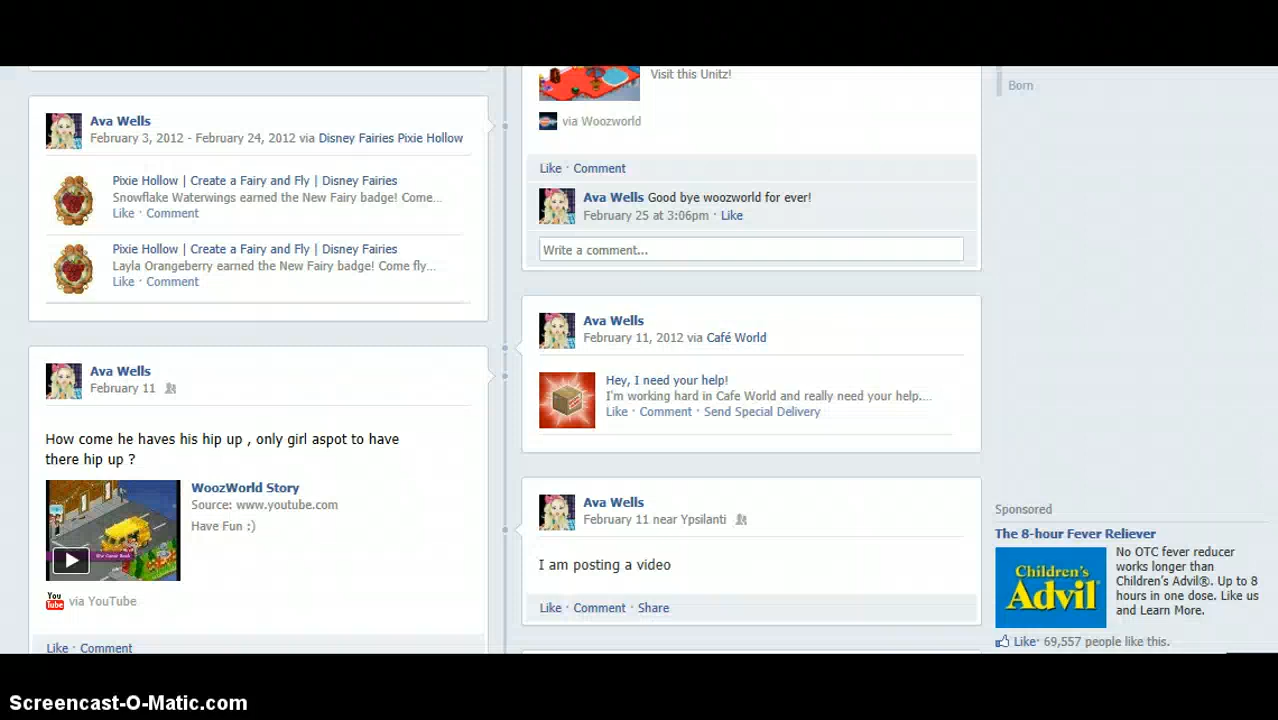 Ava Wells
February 3, 2012 - February 24, 2012 via Disney Fairies Pixie Hollow
Pixie Hollow | Create a Fairy and Fly | Disney Fairies
Snowflake Waterwings earned the New Fairy badge! Come...
Like · Comment
Pixie Hollow | Create a Fairy and Fly | Disney Fairies
Layla Orangeberry earned the New Fairy badge! Come fly...
Like · Comment
Ava Wells
February 11
How come he haves his hip up , only girl aspot to have
there hip up ?
WoozWorld Story
Source: www.youtube.com
Have Fun :)
You
Tube
via YouTube
Like · Comment
Visit this Unitz!
via Woozworld
Like · Comment
Ava Wells Good bye woozworld for ever!
February 25 at 3:06pm · Like
Write a comment...
Ava Wells
February 11, 2012 via Café World
Hey, I need your help!
I'm working hard in Cafe World and really need your help....
Like · Comment · Send Special Delivery
Ava Wells
February 11 near Ypsilanti
I am posting a video
Like · Comment · Share
Born
Sponsored
The 8-hour Fever Reliever
Children's
Advil
No OTC fever reducer
works longer than
Children's Advil®. Up to 8
hours in one dose. Like us
and Learn More.
Like · 69,557 people like this.
Screencast-O-Matic.com